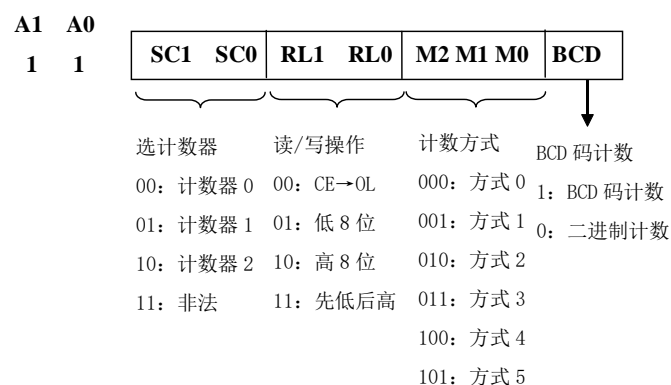 A1 A0
1 1
SC1 SC0 RL1 RL0 M2 M1 M0 BCD
选计数器
00：计数器 0
01：计数器 1
10：计数器 2
11：非法
读/写操作
00：CE→OL
01：低 8 位
10：高 8 位
11：先低后高
计数方式
000：方式 0
001：方式 1
010：方式 2
011：方式 3
100：方式 4
101：方式 5
BCD 码计数
1：BCD 码计数
0：二进制计数